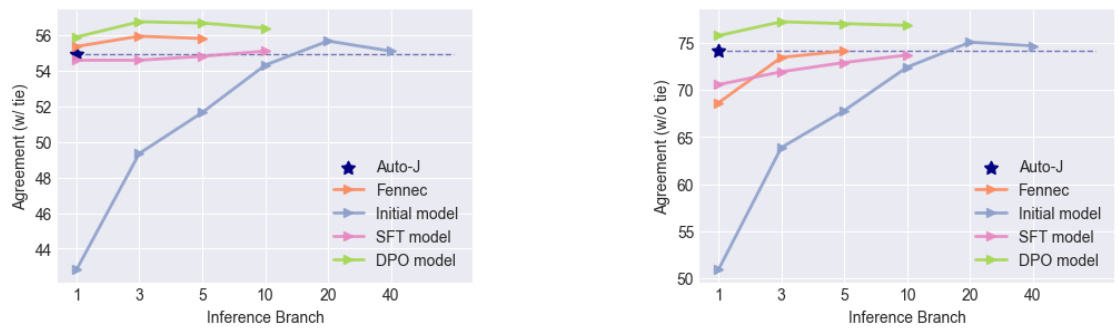 Agreement (w/ tie)
56
54
52
50
48
46
44
1 3 5 10 20 40
Inference Branch
Auto-J
Fennec
Initial model
SFT model
DPO model
Agreement (w/o tie)
75
70
65
60
55
50
1 3 5 10 20 40
Inference Branch
Auto-J
Fennec
Initial model
SFT model
DPO model